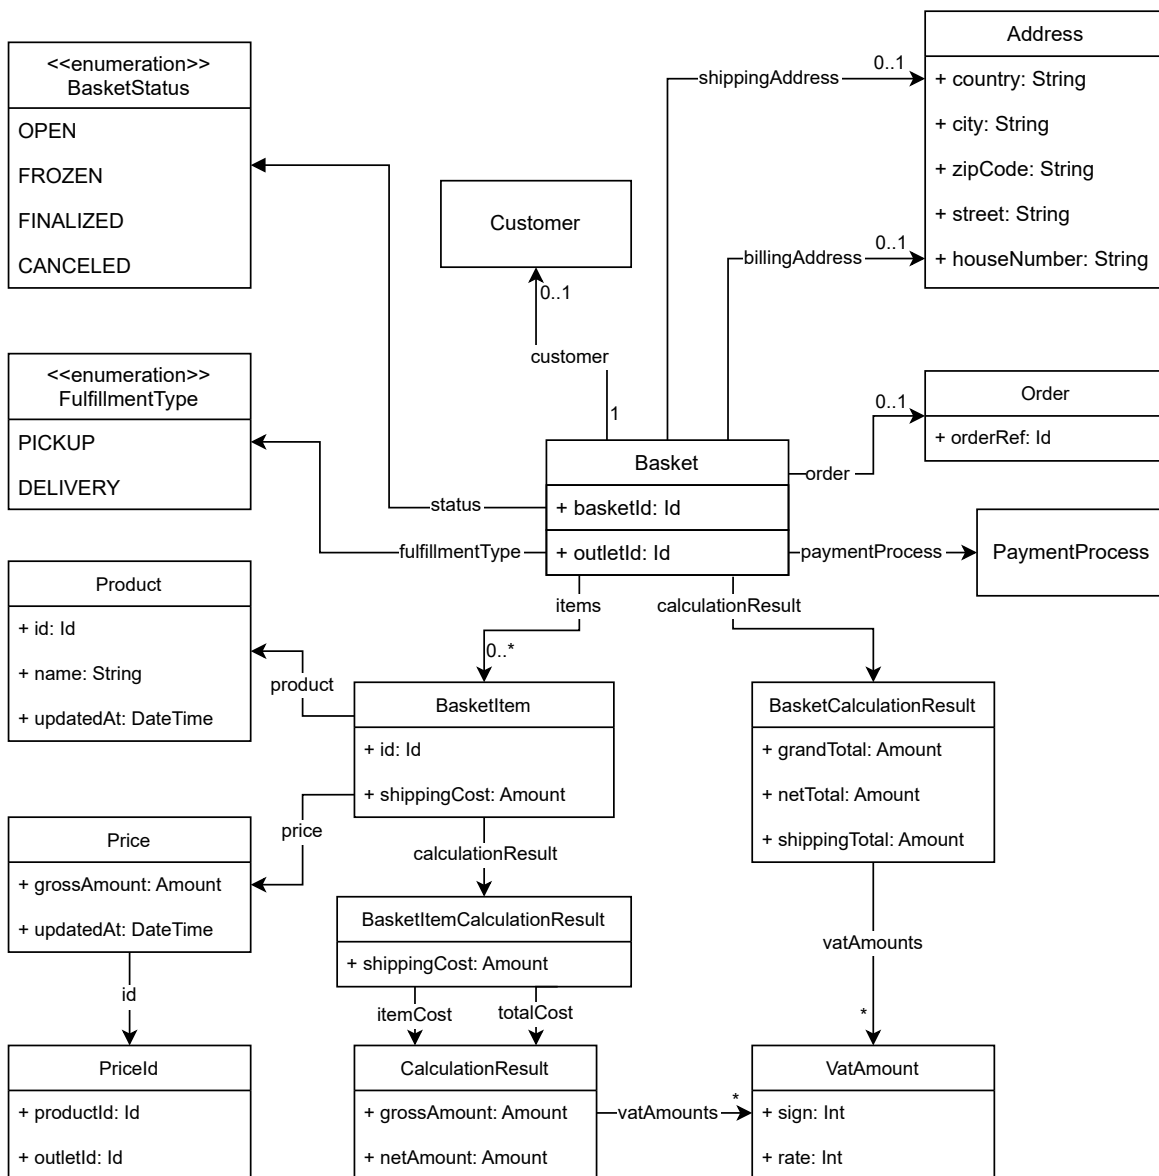 <<enumeration>>
BasketStatus
OPEN
FROZEN
FINALIZED
CANCELED
Customer
Address
+ country: String
+ city: String
+ zipCode: String
+ street: String
+ houseNumber: String
shippingAddress
0..1
billingAddress
0..1
0..1
customer
1
<<enumeration>>
FulfillmentType
PICKUP
DELIVERY
Order
+ orderRef: Id
0..1
order
Basket
+ basketId: Id
+ outletId: Id
status
fulfillmentType
paymentProcess
PaymentProcess
items
0..*
calculationResult
Product
+ id: Id
+ name: String
+ updatedAt: DateTime
product
BasketItem
+ id: Id
+ shippingCost: Amount
BasketCalculationResult
+ grandTotal: Amount
+ netTotal: Amount
+ shippingTotal: Amount
price
Price
+ grossAmount: Amount
+ updatedAt: DateTime
calculationResult
BasketItemCalculationResult
+ shippingCost: Amount
vatAmounts
*
id
itemCost
totalCost
PriceId
+ productId: Id
+ outletId: Id
CalculationResult
+ grossAmount: Amount
+ netAmount: Amount
vatAmounts
*
VatAmount
+ sign: Int
+ rate: Int